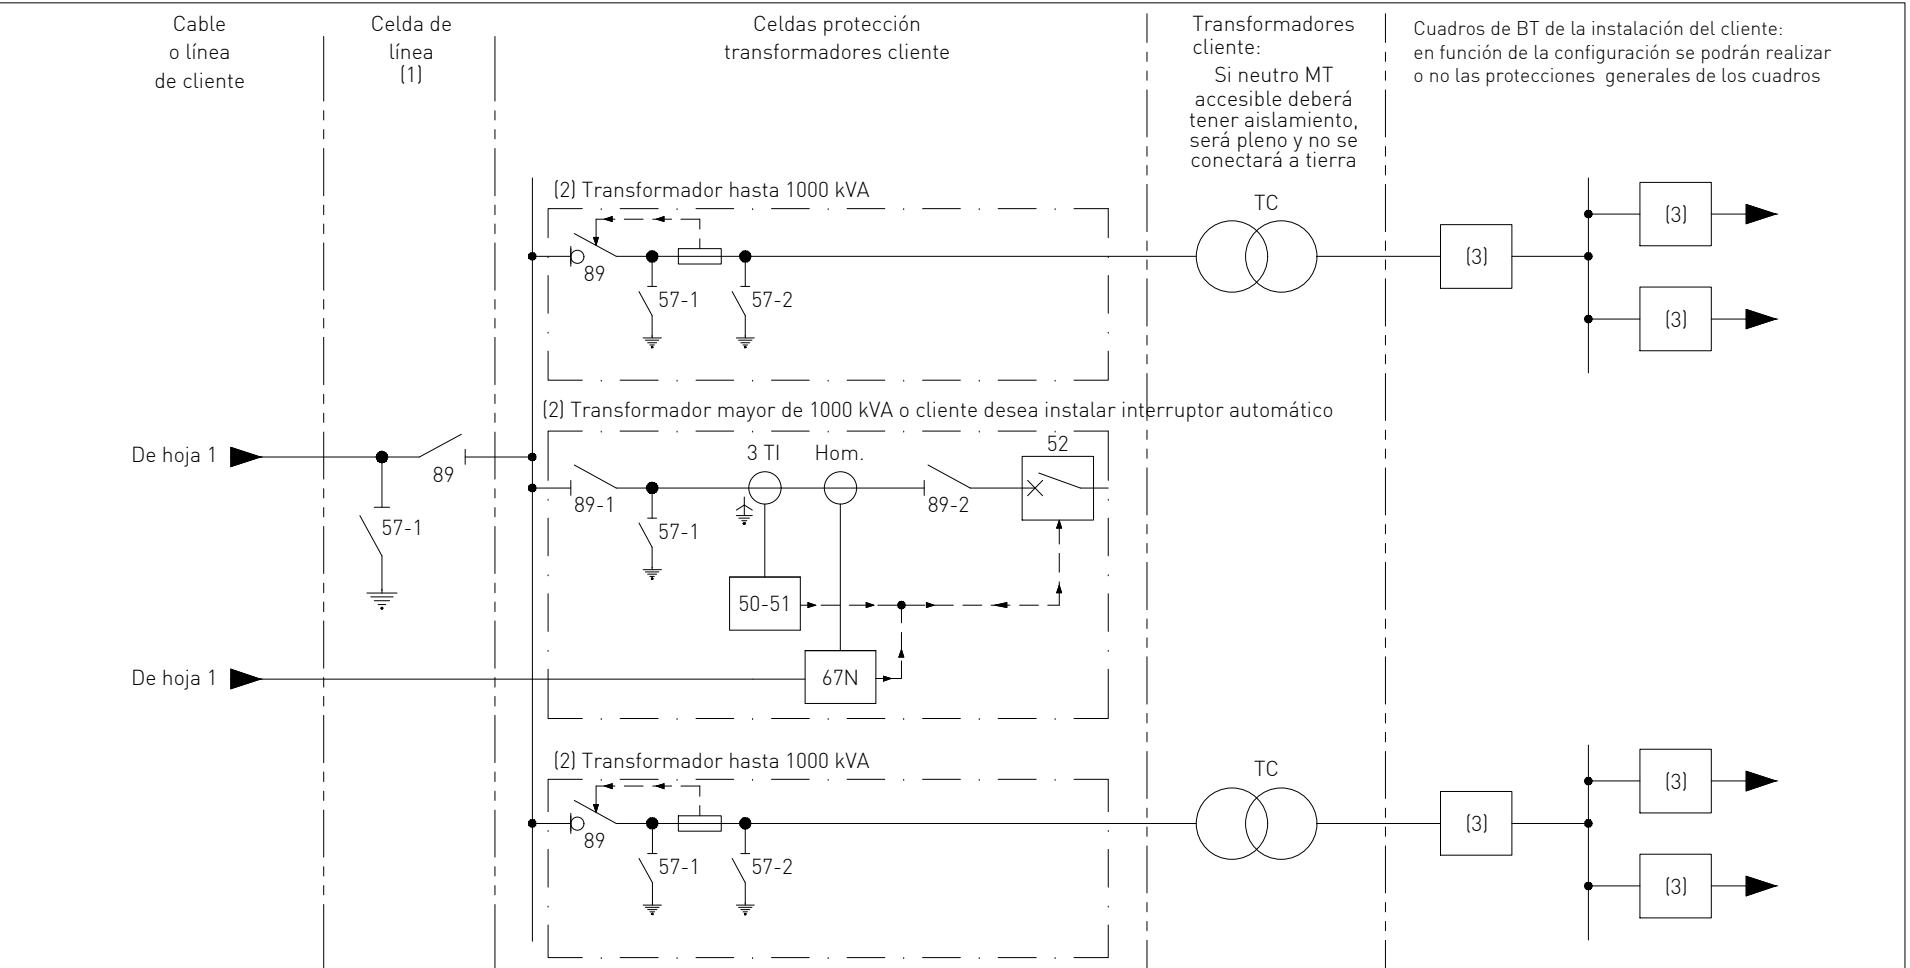 Cable
o línea
de cliente
Celda de
línea
(1)
Celdas protección
transformadores cliente
Transformadores
cliente:
Si neutro MT
accesible deberá
tener aislamiento,
será pleno y no se
conectará a tierra
Cuadros de BT de la instalación del cliente:
en función de la configuración se podrán realizar
o no las protecciones generales de los cuadros
(2) Transformador hasta 1000 kVA
89
57-1
57-2
TC
(3)
(3)
(3)
(2) Transformador mayor de 1000 kVA o cliente desea instalar interruptor automático
De hoja 1
89
57-1
89-1
57-1
3 TI
Hom.
89-2
52
50-51
De hoja 1
67N
(2) Transformador hasta 1000 kVA
89
57-1
57-2
TC
(3)
(3)
(3)